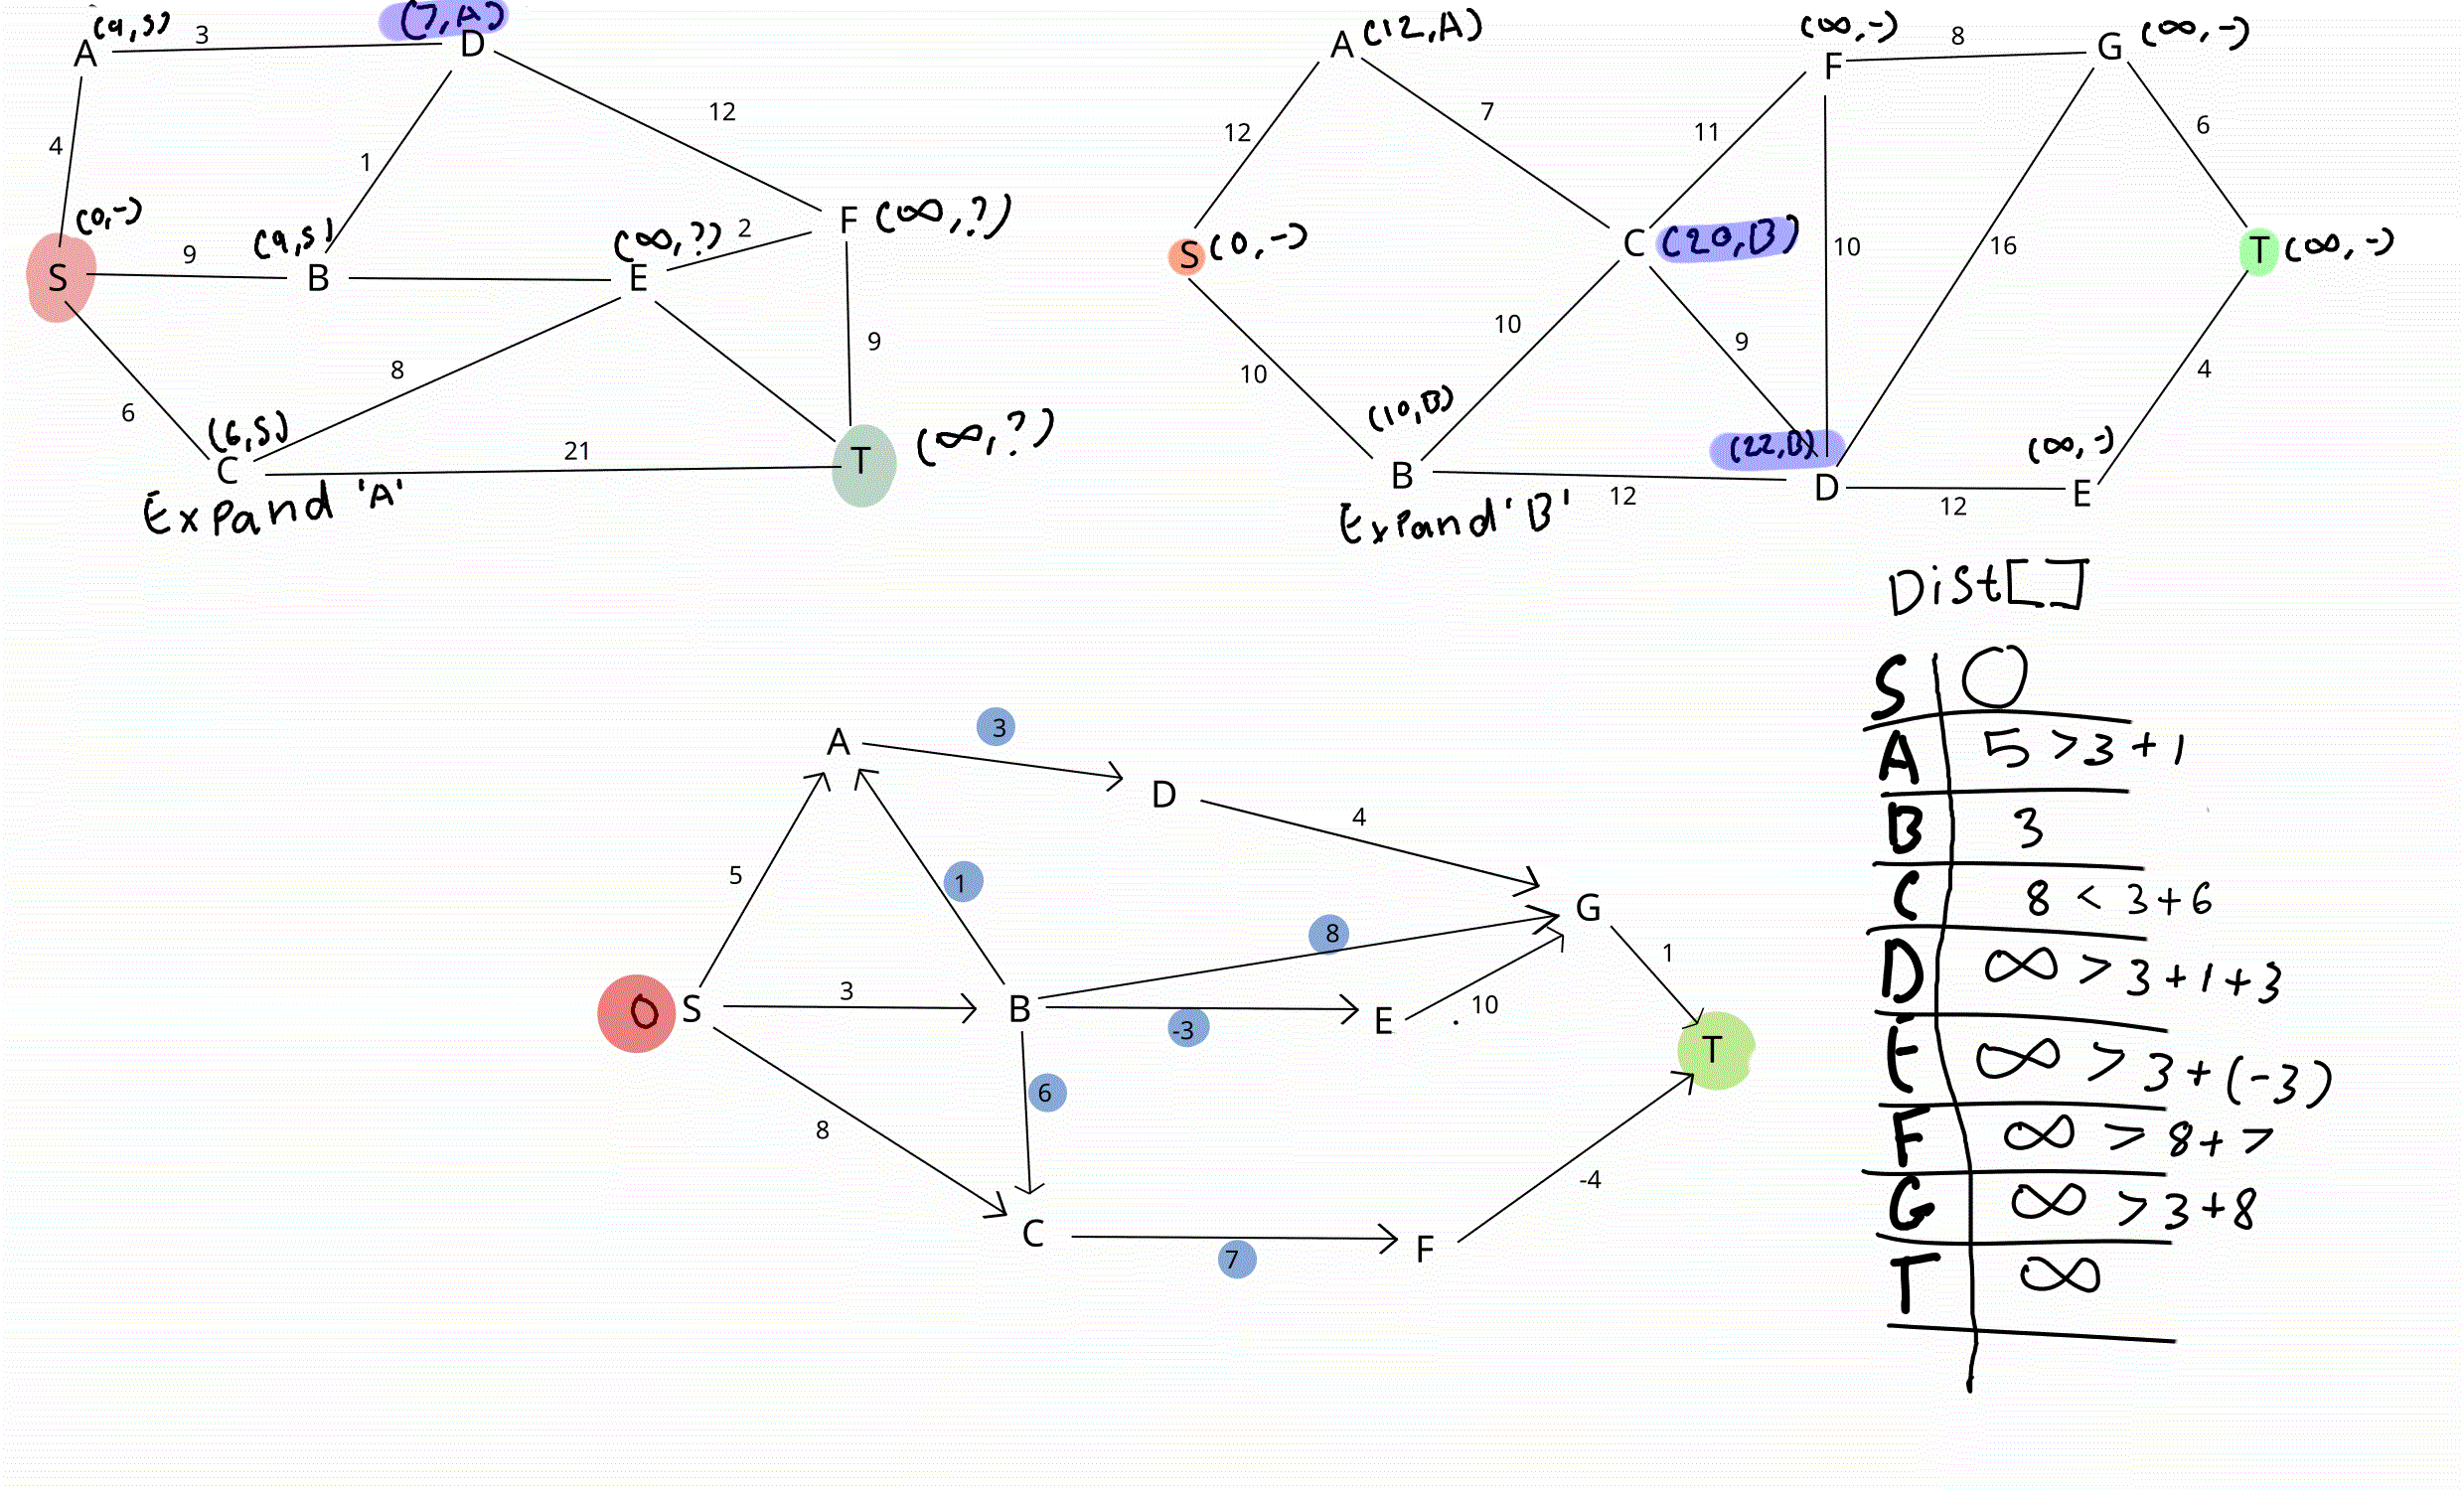 (4,S)
A
3
(7,A)
D
4
1
12
(0,-)
S
9
(9,S)
B
(∞,??)
E
2
F
(∞,?)
8
9
6
(6,S)
C
21
T
(∞,?)
Expand 'A'
A
(12,A)
(∞,-)
F
8
G
(∞,-)
12
7
11
6
S
(0,-)
C
(20,B)
10
16
T
(∞,-)
10
10
9
4
(10,B)
B
12
(22,B)
D
12
(∞,-)
E
Expand 'B'
A
3
D
4
5
1
8
G
1
0
S
3
B
-3
E
10
T
8
6
C
7
F
-4
Dist[]
S 0
A 5 > 3 + 1
B 3
C 8 < 3+6
D ∞ > 3+1+3
E ∞ > 3+(-3)
F ∞ > 8+7
G ∞ > 3+8
T ∞